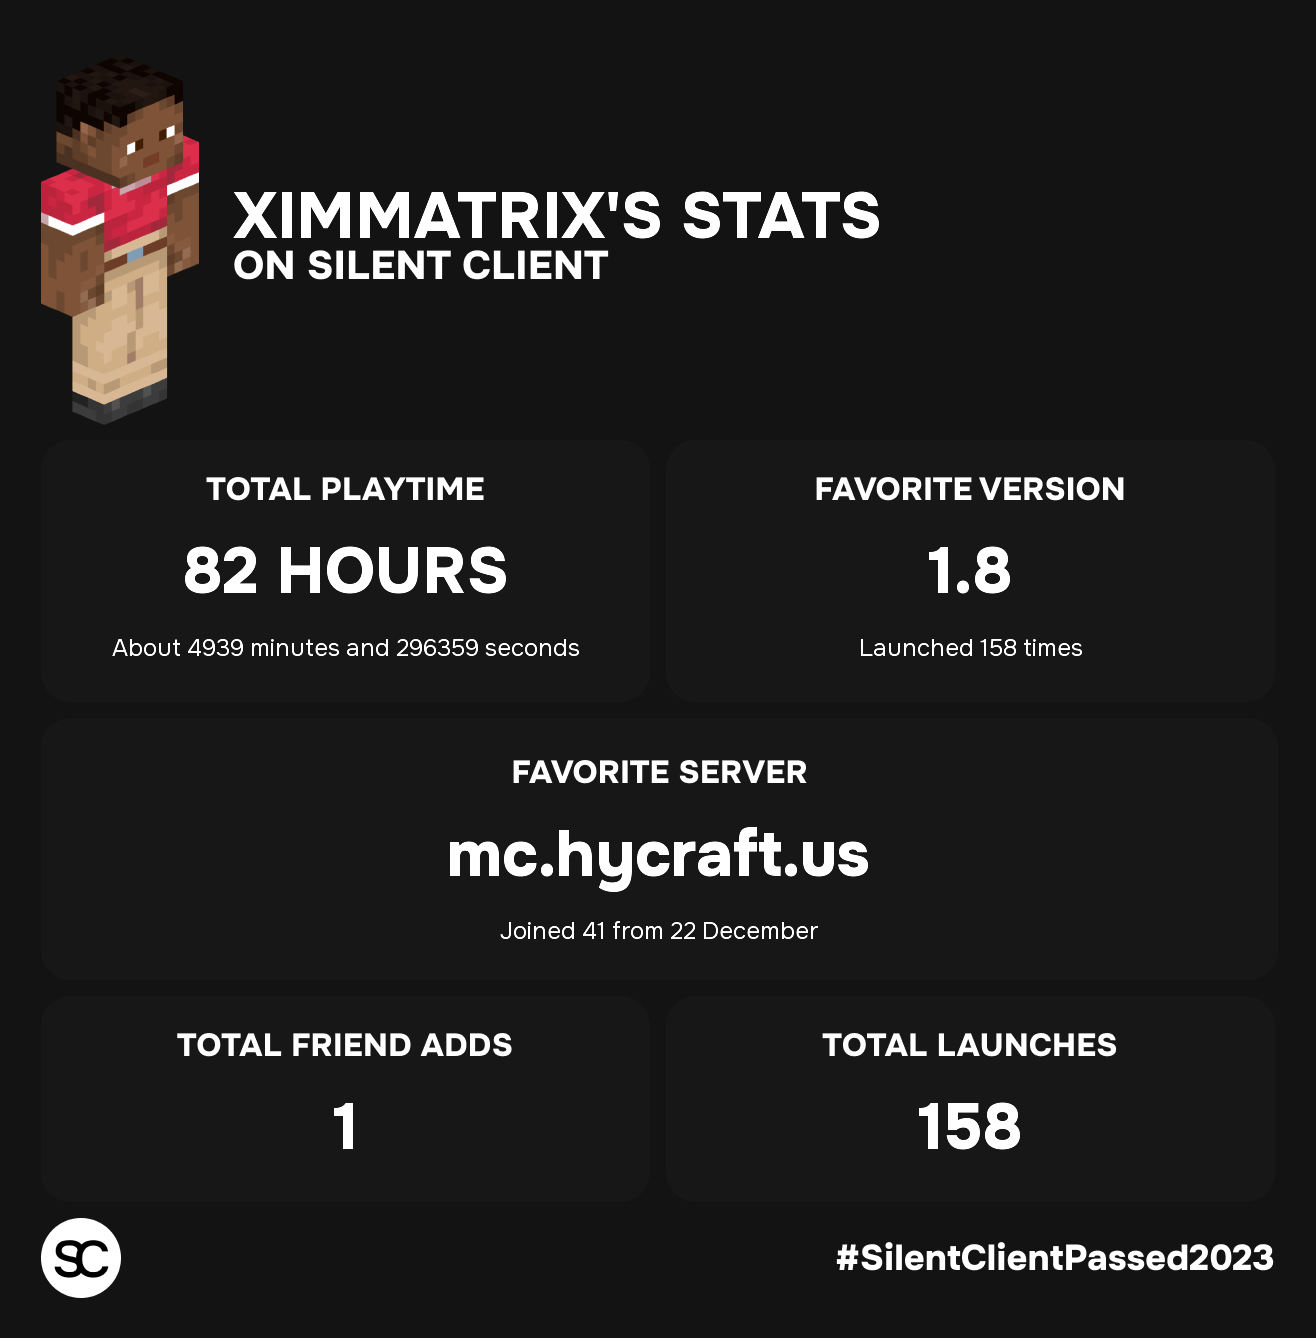 XIMMATRIX'S STATS
ON SILENT CLIENT
TOTAL PLAYTIME
82 HOURS
About 4939 minutes and 296359 seconds
FAVORITE VERSION
1.8
Launched 158 times
FAVORITE SERVER
mc.hycraft.us
Joined 41 from 22 December
TOTAL FRIEND ADDS
1
TOTAL LAUNCHES
158
SC
#SilentClientPassed2023